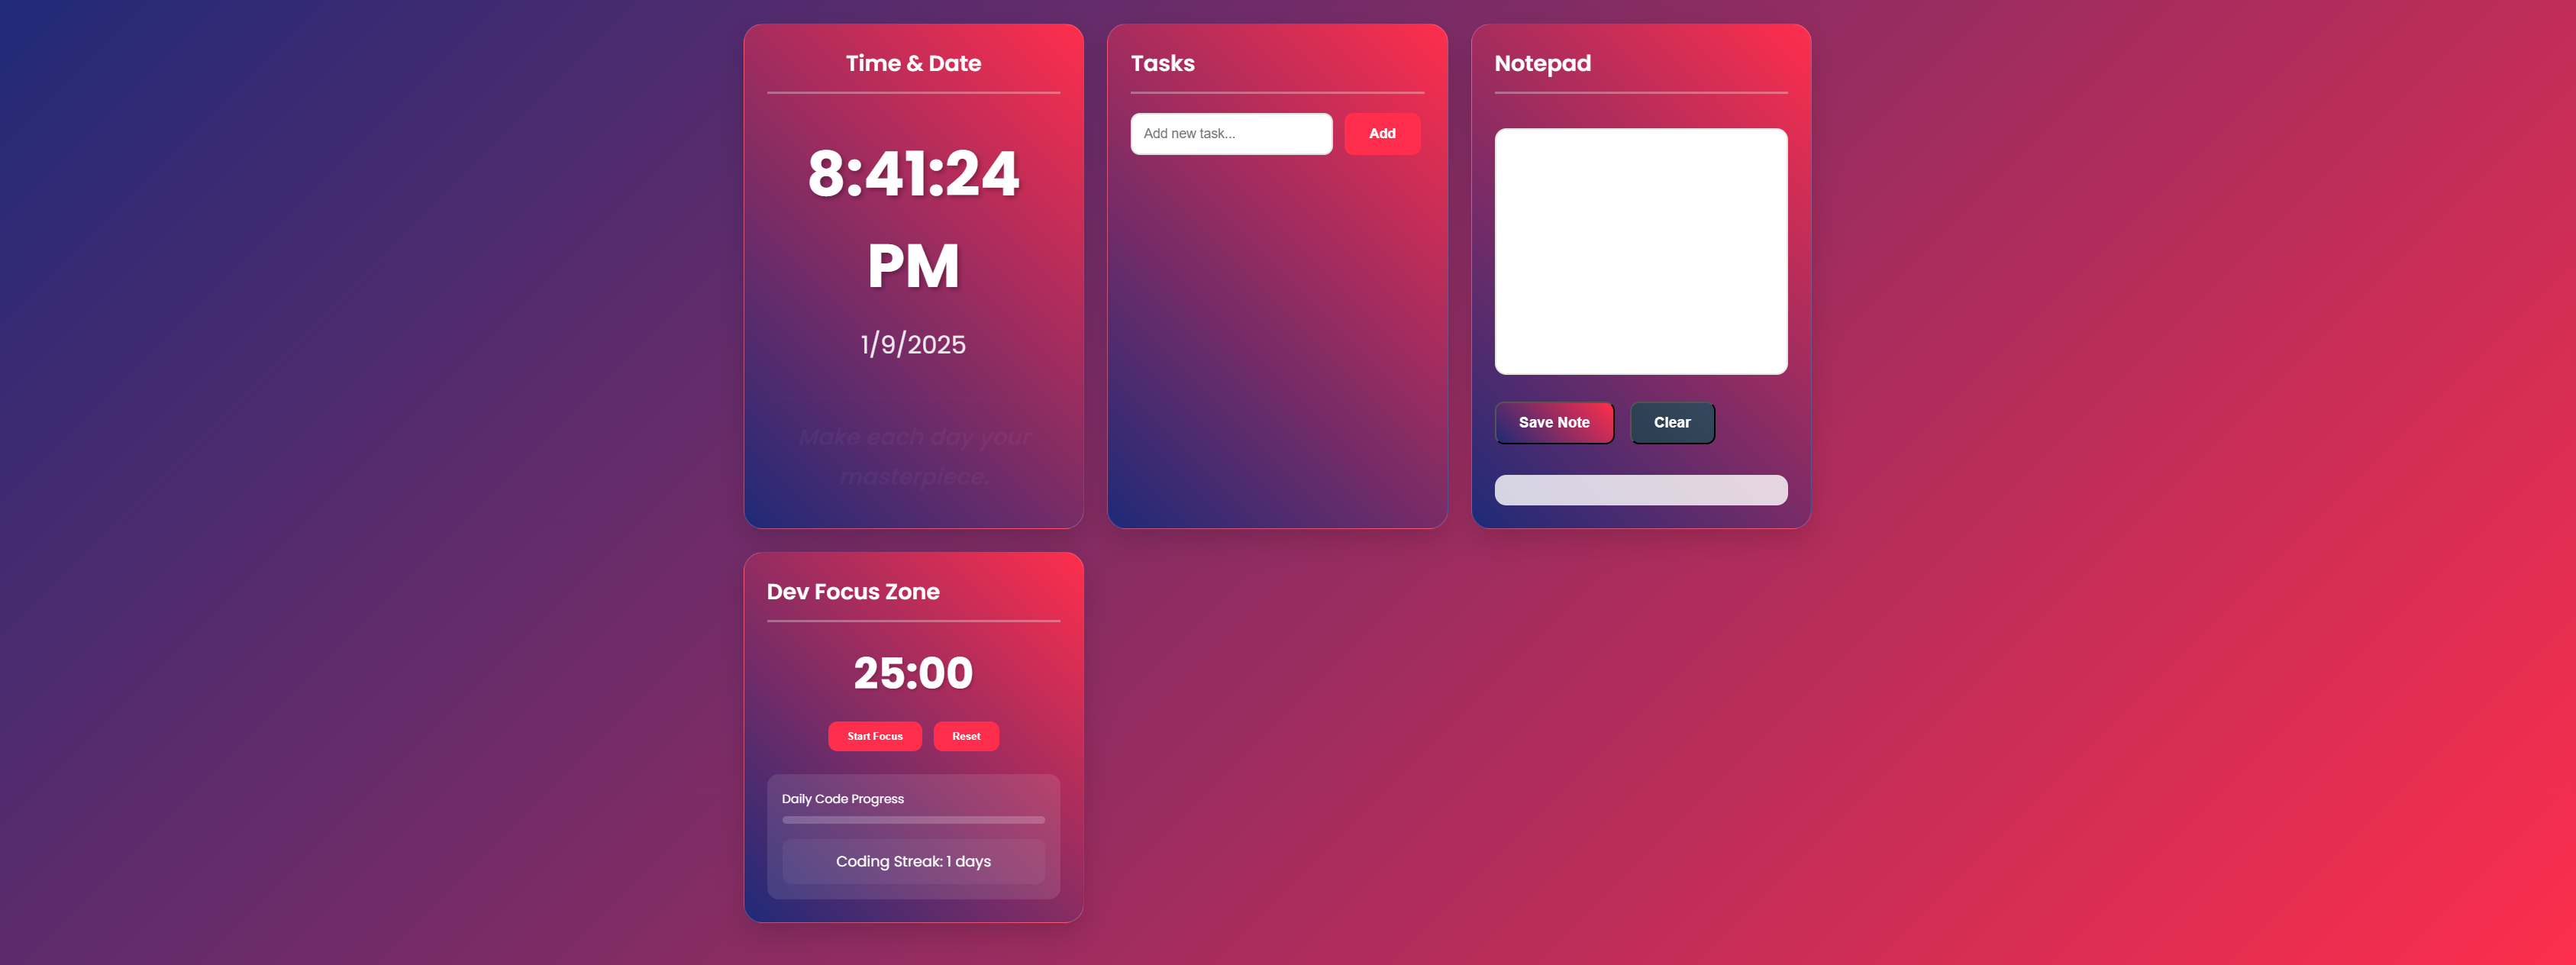 Time & Date
8:41:24
PM
1/9/2025
Make each day your
masterpiece.
Tasks
Add new task...
Add
Notepad
Save Note
Clear
Dev Focus Zone
25:00
Start Focus
Reset
Daily Code Progress
Coding Streak: 1 days